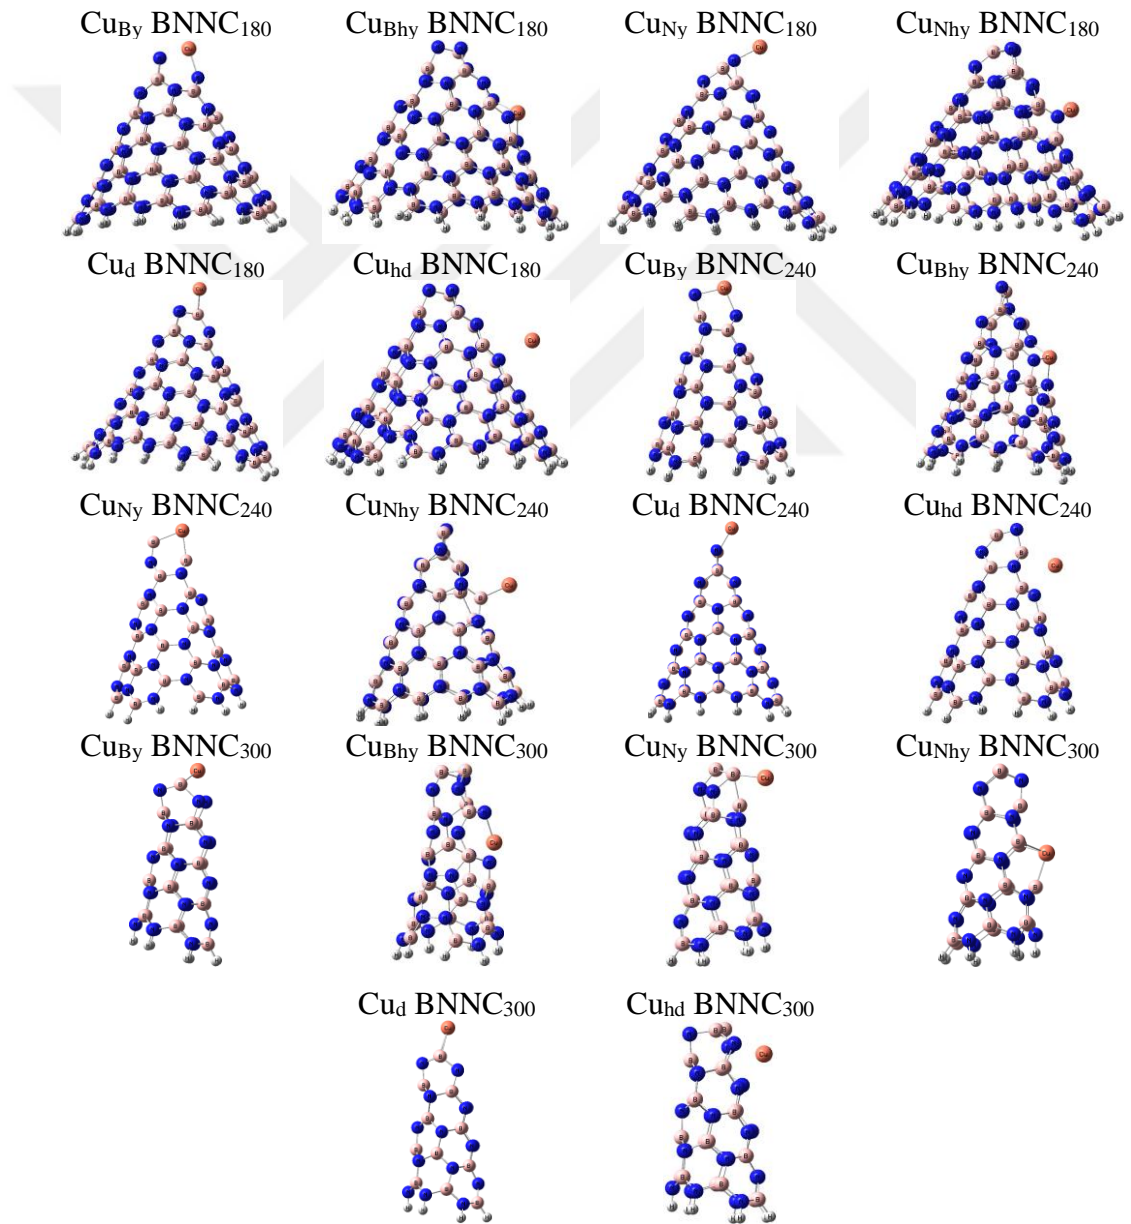 CuBy BNNC180 CuBhy BNNC180 CuNy BNNC180 CuNhy BNNC180
Cud BNNC180 Cuhd BNNC180 CuBy BNNC240 CuBhy BNNC240
CuNy BNNC240 CuNhy BNNC240 Cud BNNC240 Cuhd BNNC240
CuBy BNNC300 CuBhy BNNC300 CuNy BNNC300 CuNhy BNNC300
Cud BNNC300 Cuhd BNNC300